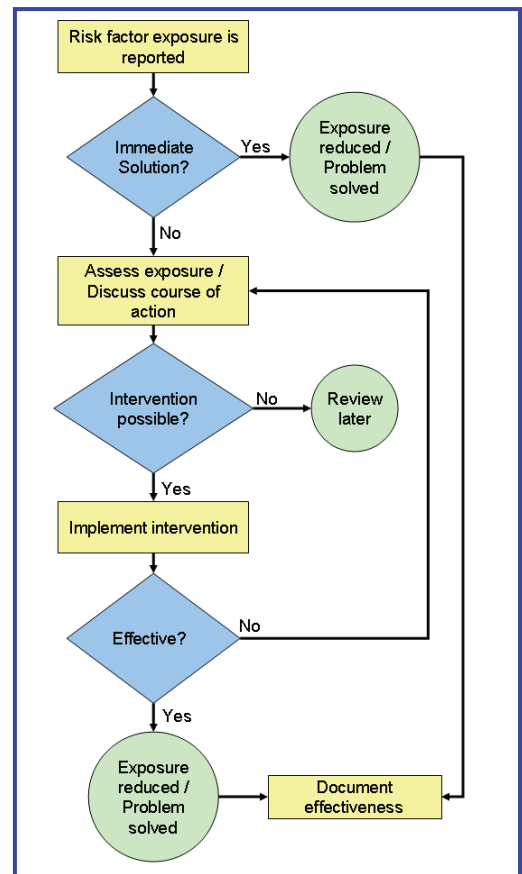 Risk factor exposure is
reported
Immediate
Solution?
Yes
Exposure
reduced /
Problem
solved
No
Assess exposure /
Discuss course of
action
Intervention
possible?
No
Review
later
Yes
Implement intervention
Effective?
No
Yes
Exposure
reduced /
Problem
solved
Document
effectiveness